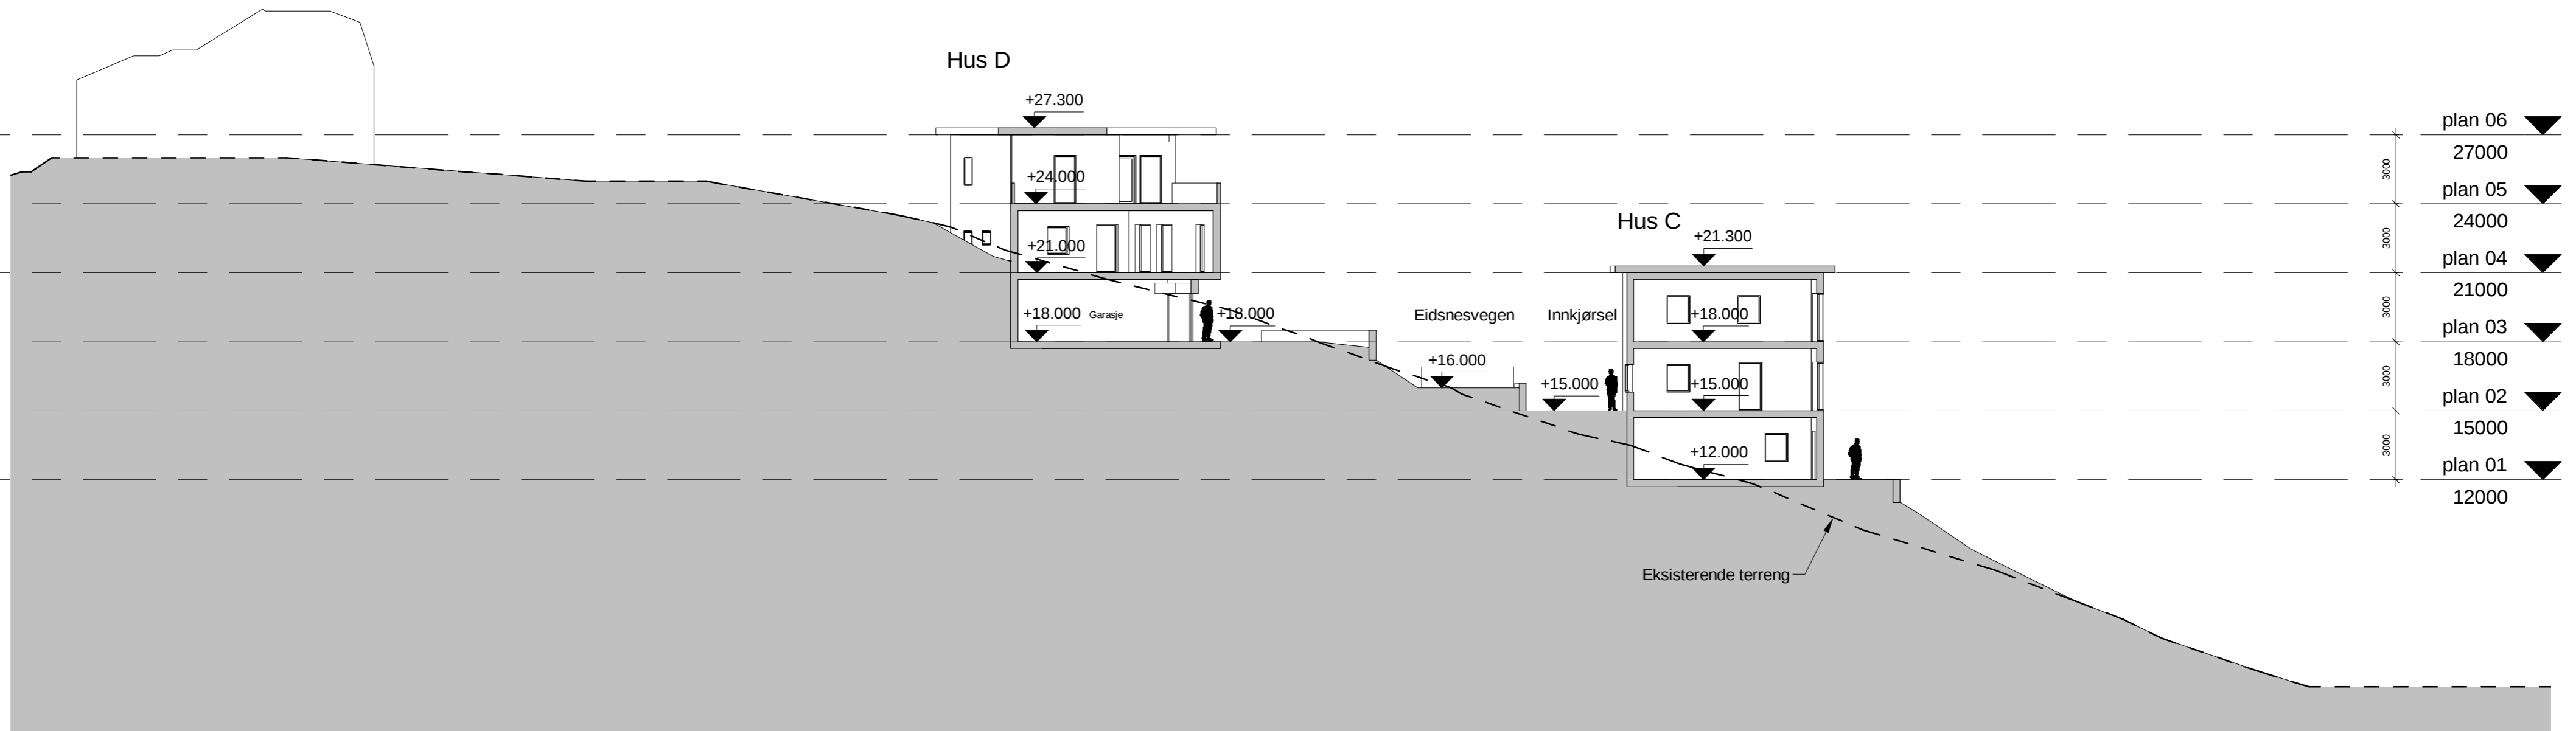 Hus D
+27.300
plan 06
27000
3000
+24.000
plan 05
24000
Hus C
3000
+21.000
+21.300
plan 04
21000
3000
+18.000 Garasje
+18.000
Eidsnesvegen
Innkjørsel
+18.000
plan 03
18000
3000
+16.000
+15.000
+15.000
plan 02
15000
3000
+12.000
plan 01
12000
Eksisterende terreng